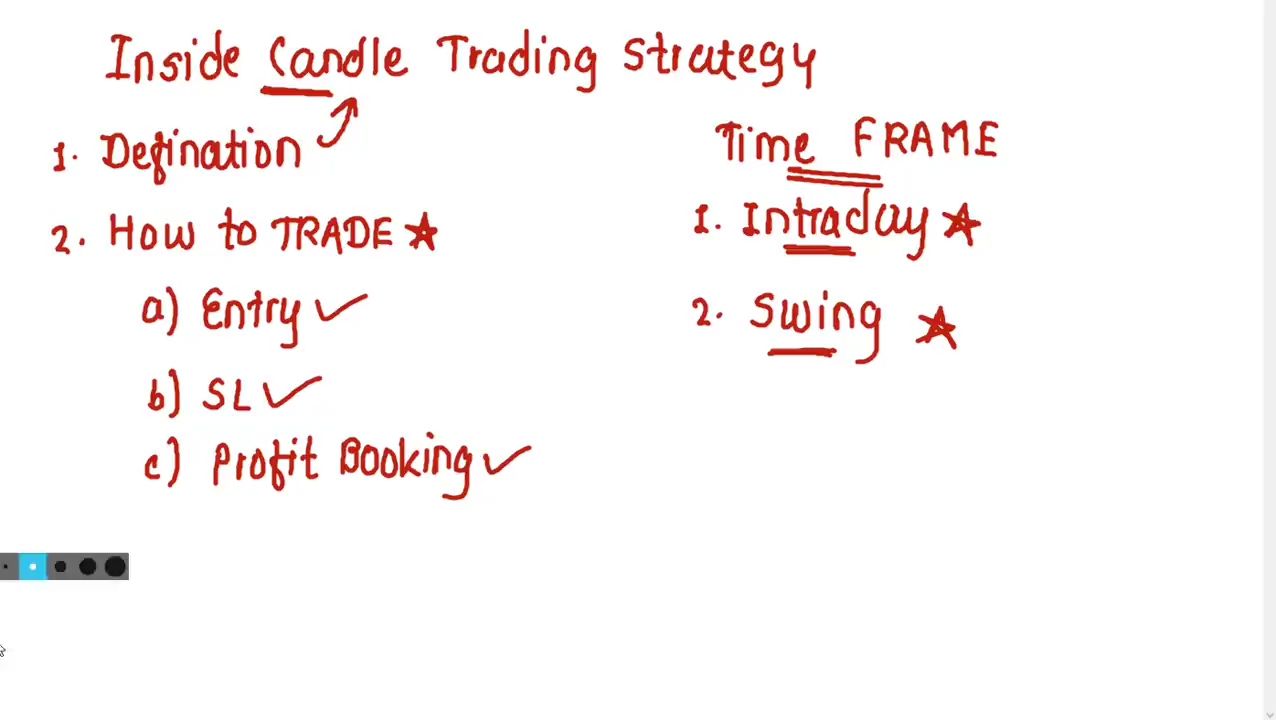 Inside Candle Trading Strategy
1. Defination
2. How to TRADE
a) Entry
b) SL
c) Profit Booking
Time FRAME
1. Intraday
2. Swing